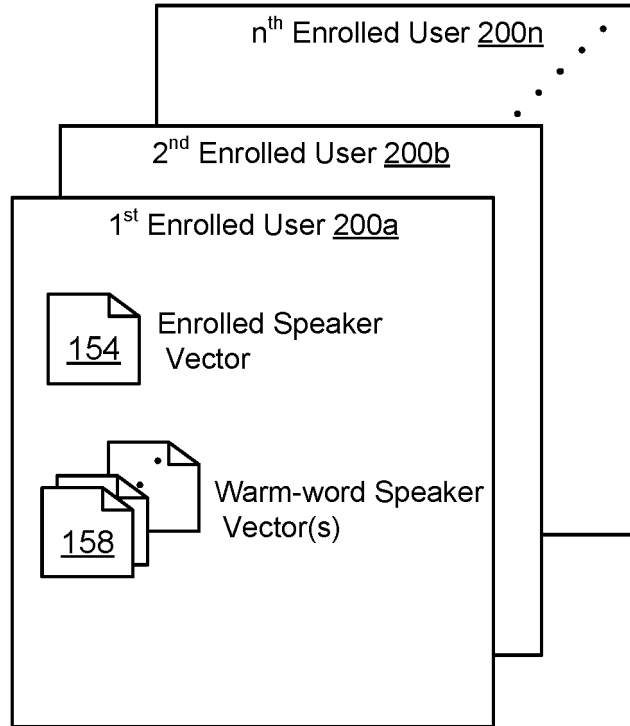 nth Enrolled User 200n
2nd Enrolled User 200b
1st Enrolled User 200a
154
Enrolled Speaker
Vector
158
Warm-word Speaker
Vector(s)